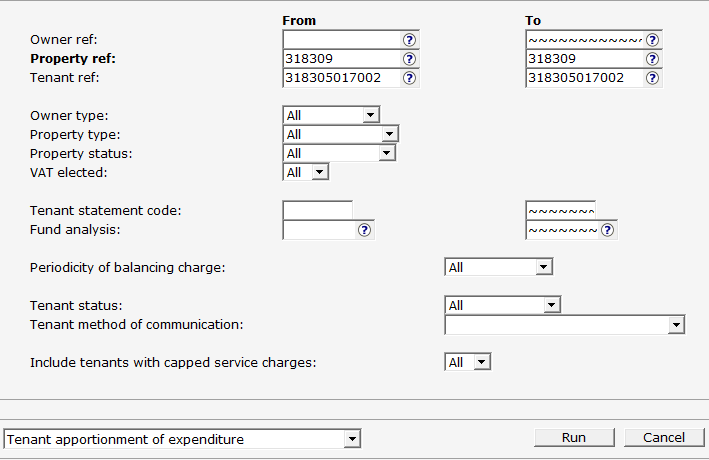 From To
Owner ref: ? ~~~~~~~~~~~~ ?
Property ref: 318309 ? 318309 ?
Tenant ref: 318305017002 ? 318305017002 ?
Owner type: All
Property type: All
Property status: All
VAT elected: All
Tenant statement code: ~~~~~~~
Fund analysis: ? ~~~~~~~ ?
Periodicity of balancing charge: All
Tenant status: All
Tenant method of communication:
Include tenants with capped service charges: All
Tenant apportionment of expenditure Run Cancel